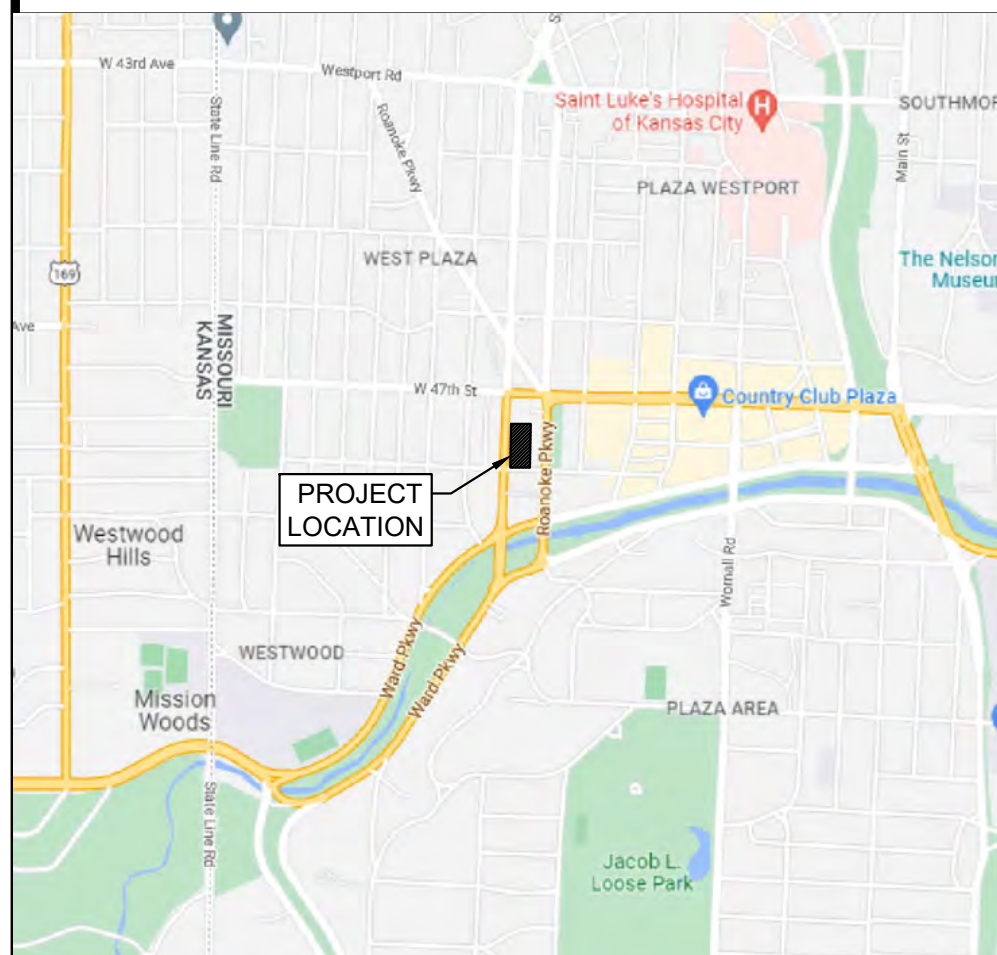 W 43rd Ave
Westport Rd
State Line Rd
Roanoke Pkwy
Saint Luke's Hospital
of Kansas City
H
SOUTHMOR
Main St
PLAZA WESTPORT
WEST PLAZA
The Nelson
Museu
169
Ave
MISSOURI
KANSAS
W 47th St
Country Club Plaza
Roanoke Pkwy
PROJECT
LOCATION
Westwood
Hills
Wornall Rd
WESTWOOD
Ward Pkwy
Ward Pkwy
Mission
Woods
PLAZA AREA
State Line Rd
Jacob L.
Loose Park